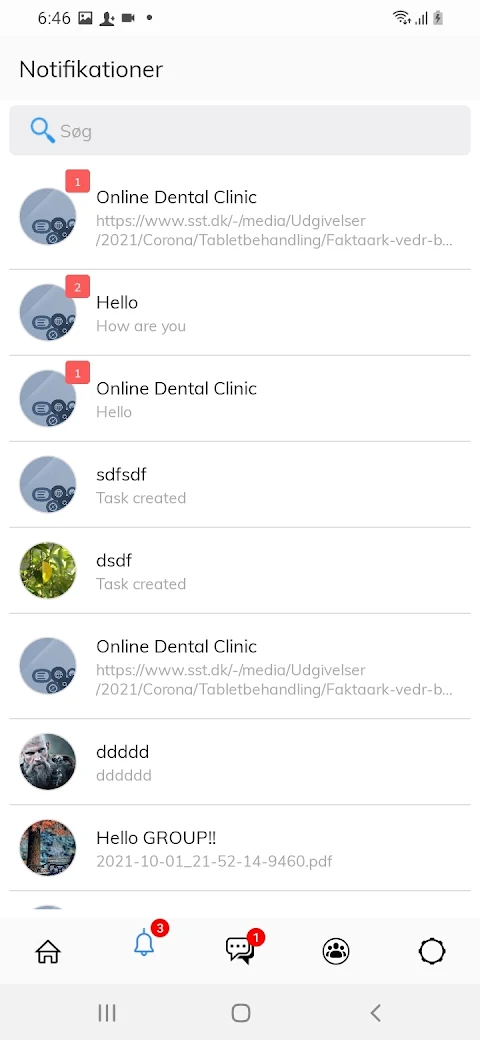 6:46
Notifikationer
Søg
1
Online Dental Clinic
https://www.sst.dk/-/media/Udgivelser
/2021/Corona/Tabletbehandling/Faktaark-vedr-b...
2
Hello
How are you
1
Online Dental Clinic
Hello
sdfsdf
Task created
dsdf
Task created
Online Dental Clinic
https://www.sst.dk/-/media/Udgivelser
/2021/Corona/Tabletbehandling/Faktaark-vedr-b...
ddddd
dddddd
Hello GROUP!!
2021-10-01_21-52-14-9460.pdf
3
1